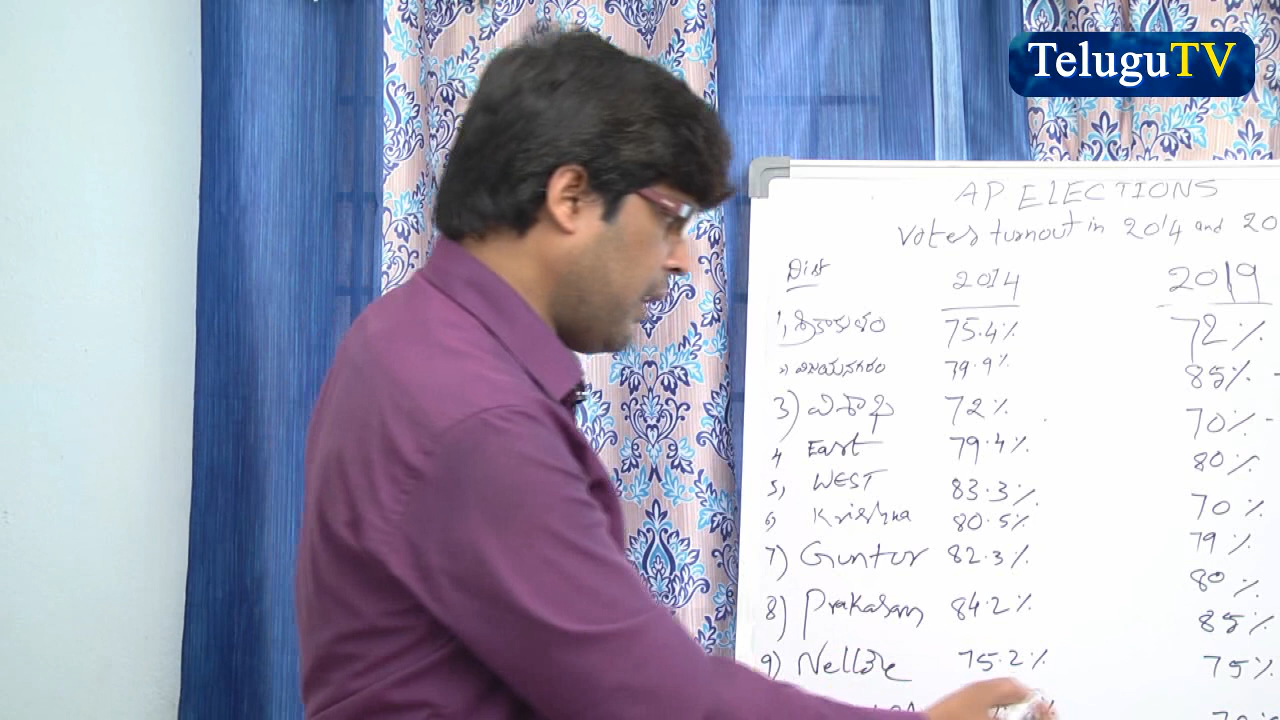 TeluguTV
AP ELECTIONS
Votes turnout in 2014 and 20
Dist 2014 2019
1, శ్రీకాకుళం 75.4% 72%
2) విజయనగరం 79.9% 85%
3) విశాఖ 72% 70%
4 East 79.4% 80%
5, WEST 83.3% 70%
6, Krishna 80.5% 79%
7) Guntur 82.3% 80%
8) Prakasam 84.2% 85%
9) Nellore 75.2% 75%